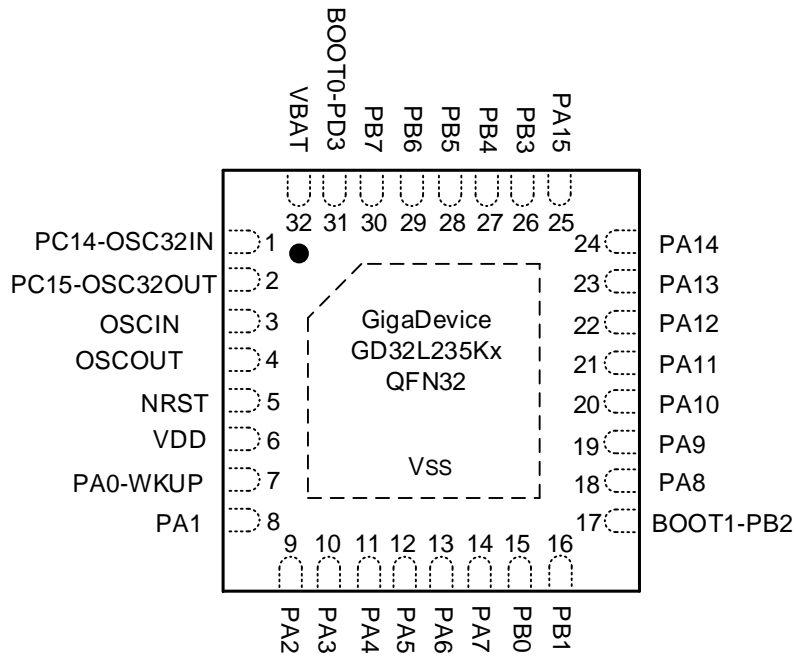 VBAT
BOOT0-PD3
PB7
PB6
PB5
PB4
PB3
PA15
32 31 30 29 28 27 26 25
PC14-OSC32IN 1
PC15-OSC32OUT 2
OSCIN 3
OSCOUT 4
NRST 5
VDD 6
PA0-WKUP 7
PA1 8
GigaDevice
GD32L235Kx
QFN32
VSS
24 PA14
23 PA13
22 PA12
21 PA11
20 PA10
19 PA9
18 PA8
17 BOOT1-PB2
9 10 11 12 13 14 15 16
PA2
PA3
PA4
PA5
PA6
PA7
PB0
PB1